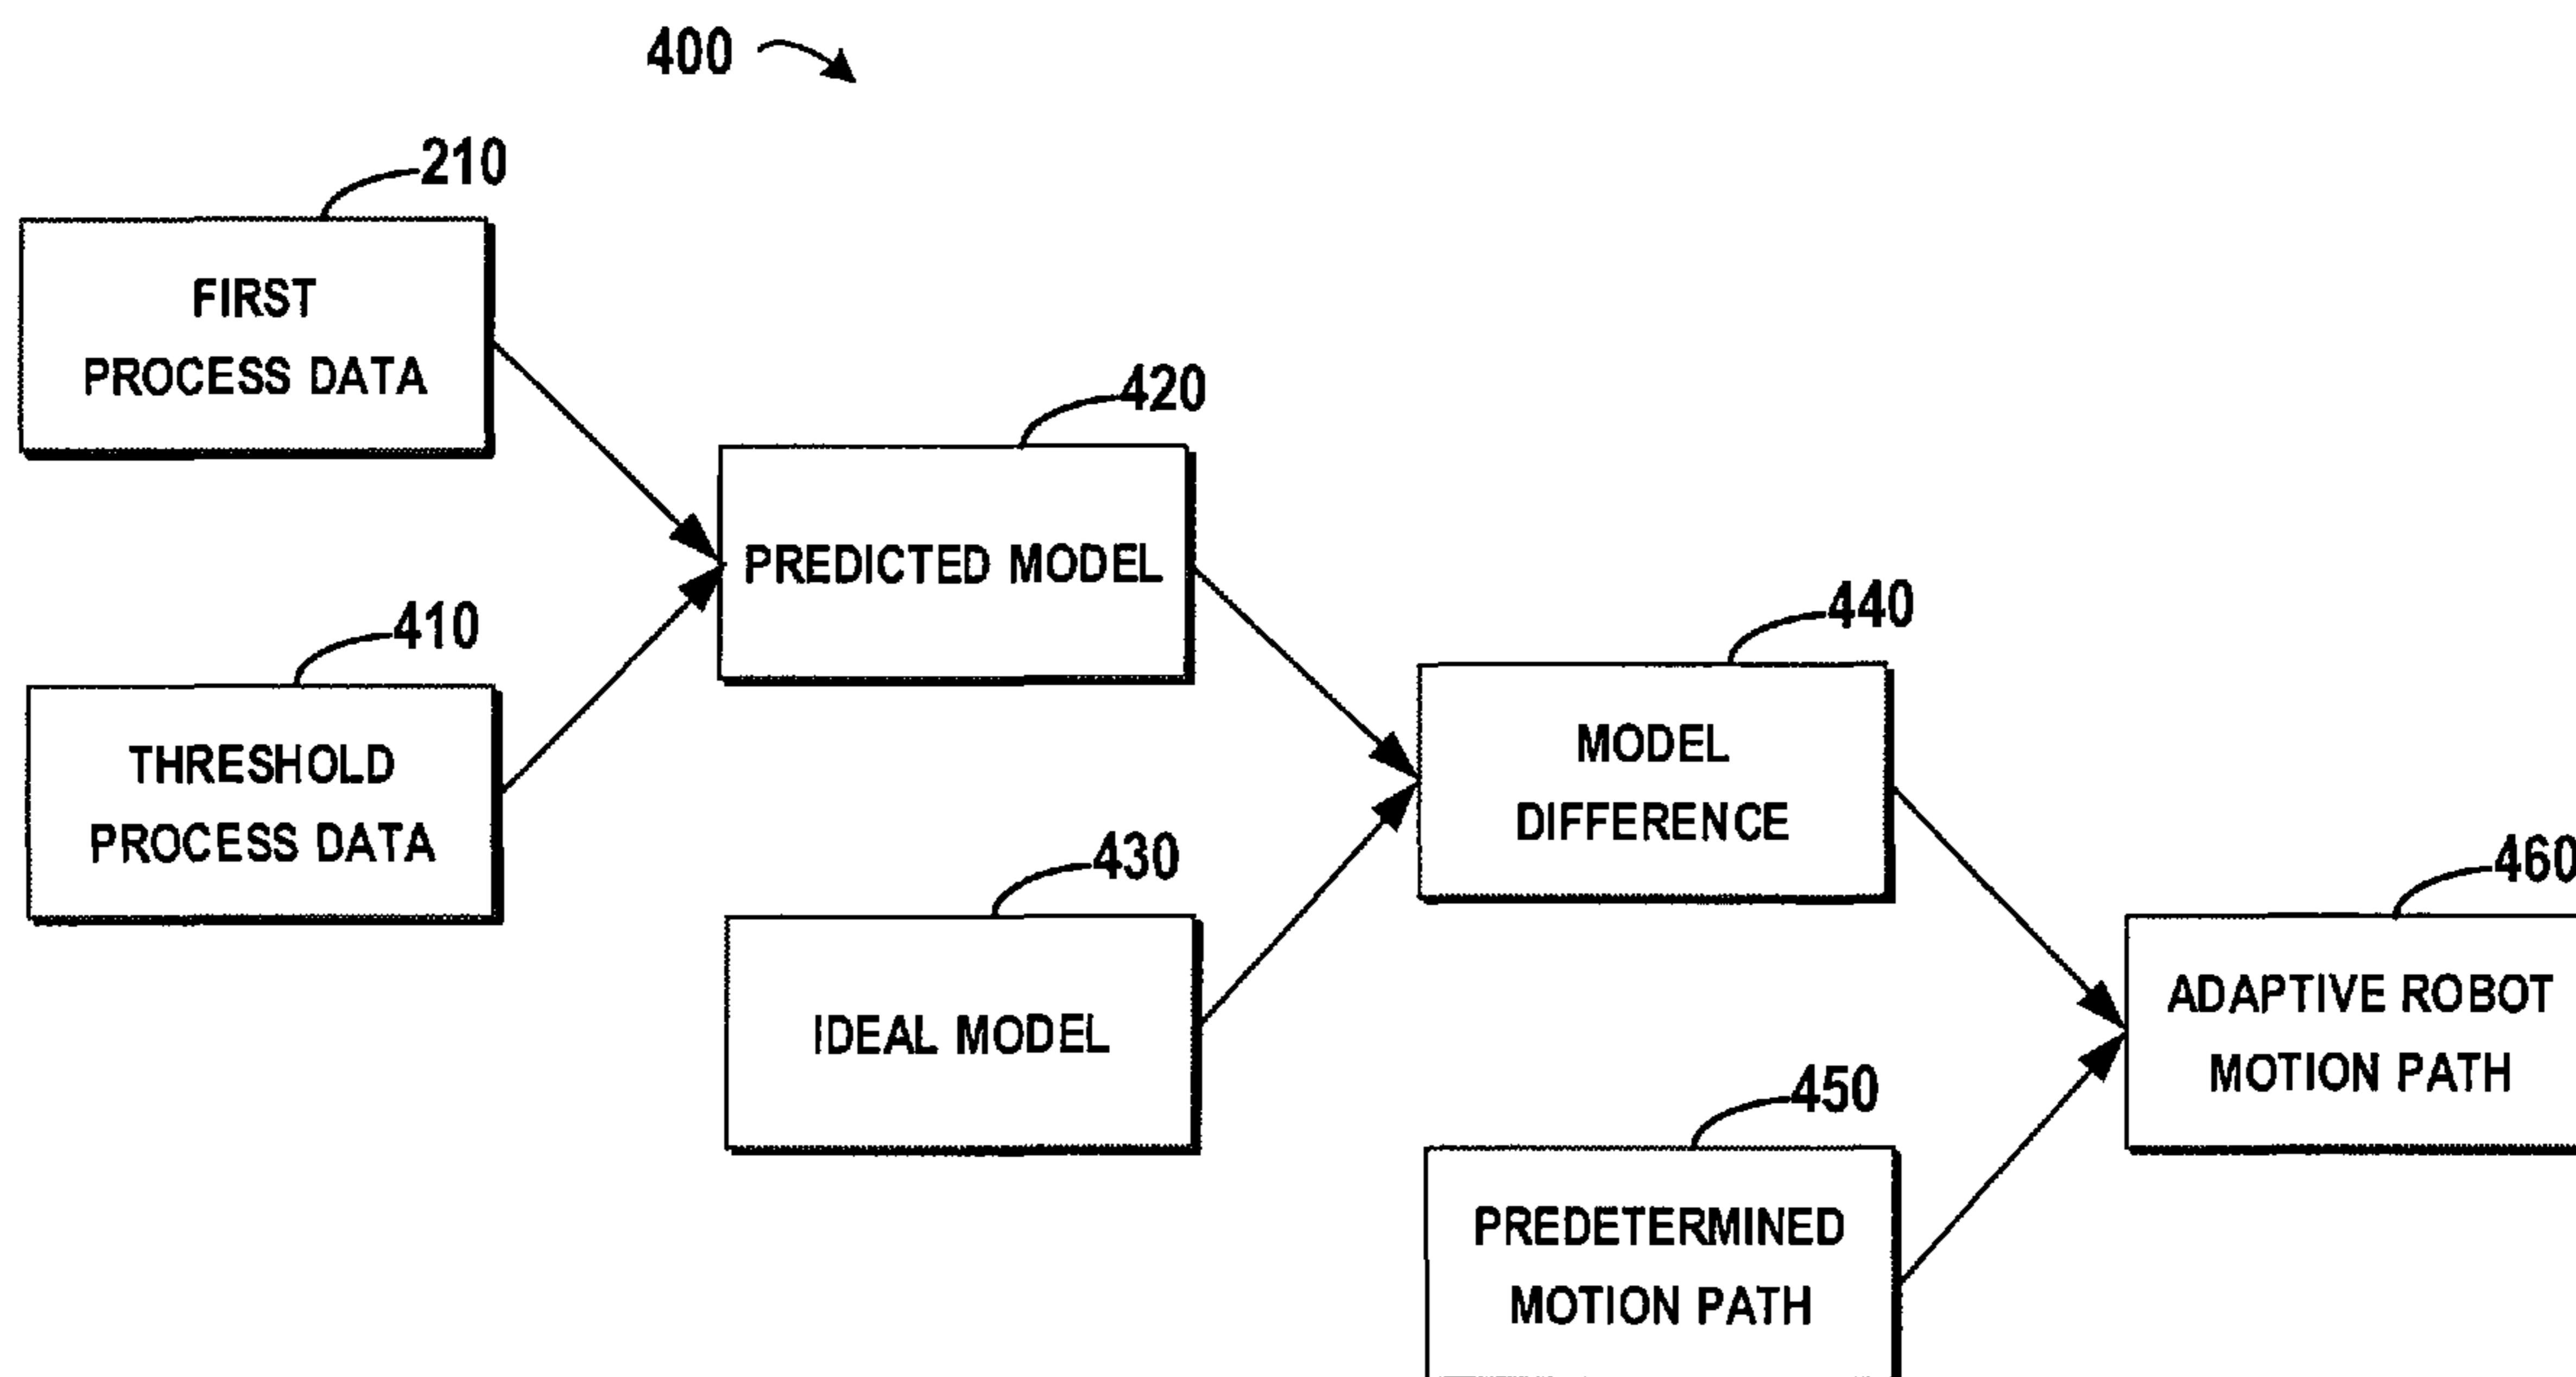 400
210
FIRST
PROCESS DATA
420
PREDICTED MODEL
410
THRESHOLD
PROCESS DATA
440
MODEL
DIFFERENCE
430
IDEAL MODEL
460
ADAPTIVE ROBOT
MOTION PATH
450
PREDETERMINED
MOTION PATH